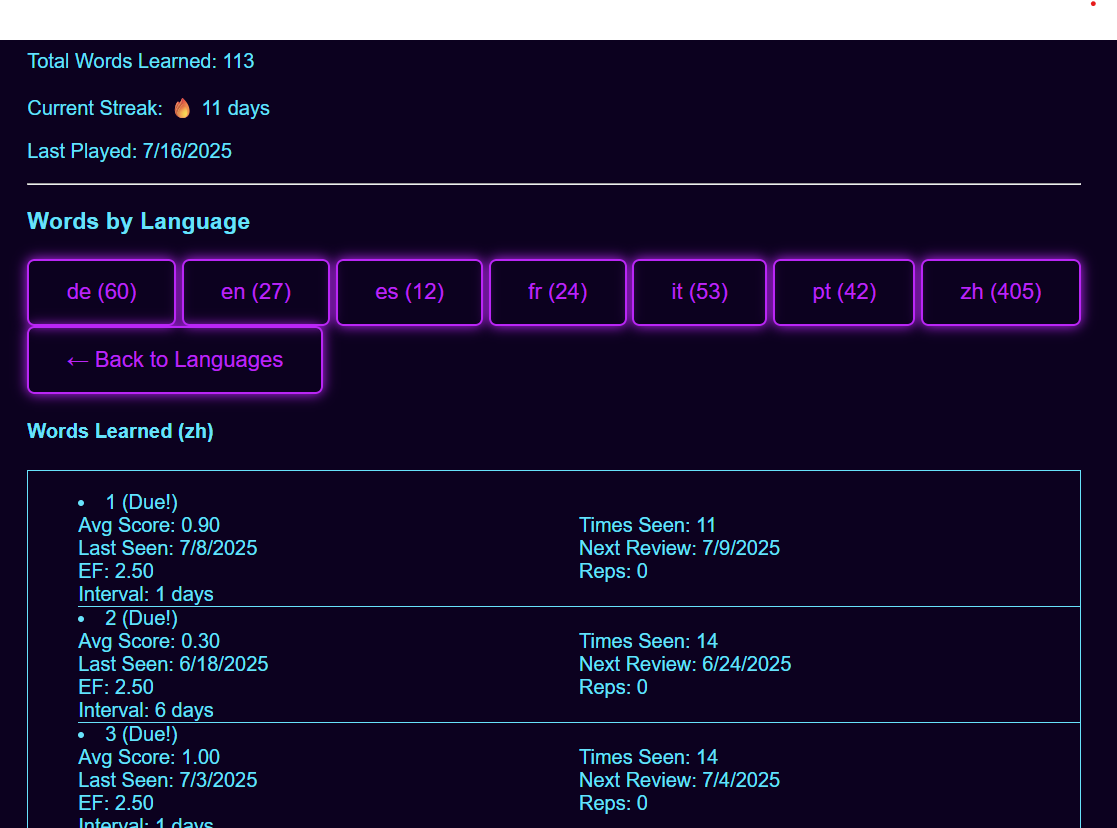 Total Words Learned: 113
Current Streak: 🔥 11 days
Last Played: 7/16/2025
Words by Language
de (60) en (27) es (12) fr (24) it (53) pt (42) zh (405)
← Back to Languages
Words Learned (zh)
• 1 (Due!)
Avg Score: 0.90 Times Seen: 11
Last Seen: 7/8/2025 Next Review: 7/9/2025
EF: 2.50 Reps: 0
Interval: 1 days
• 2 (Due!)
Avg Score: 0.30 Times Seen: 14
Last Seen: 6/18/2025 Next Review: 6/24/2025
EF: 2.50 Reps: 0
Interval: 6 days
• 3 (Due!)
Avg Score: 1.00 Times Seen: 14
Last Seen: 7/3/2025 Next Review: 7/4/2025
EF: 2.50 Reps: 0
Interval: 1 days